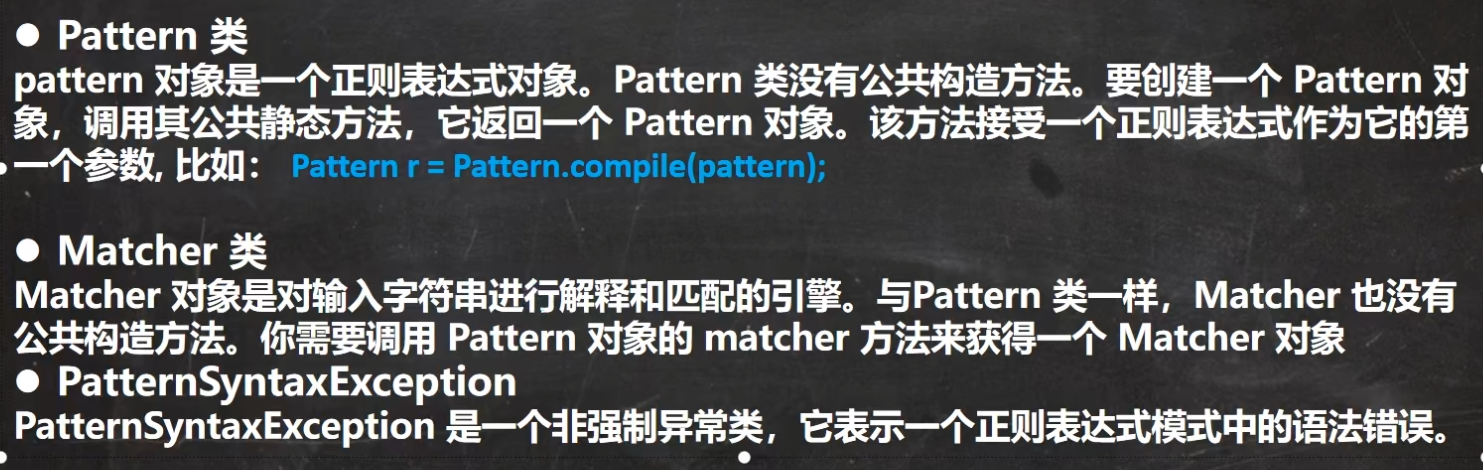 ● Pattern 类
pattern 对象是一个正则表达式对象。Pattern 类没有公共构造方法。要创建一个 Pattern 对
象，调用其公共静态方法，它返回一个 Pattern 对象。该方法接受一个正则表达式作为它的第
一个参数, 比如： Pattern r = Pattern.compile(pattern);
● Matcher 类
Matcher 对象是对输入字符串进行解释和匹配的引擎。与Pattern 类一样，Matcher 也没有
公共构造方法。你需要调用 Pattern 对象的 matcher 方法来获得一个 Matcher 对象
● PatternSyntaxException
PatternSyntaxException 是一个非强制异常类，它表示一个正则表达式模式中的语法错误。